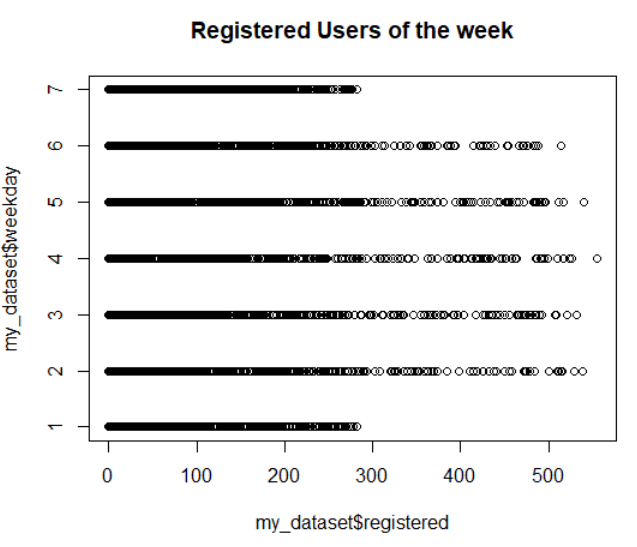 Registered Users of the week
my_dataset$weekday
7
6
5
4
3
2
1
0 100 200 300 400 500
my_dataset$registered